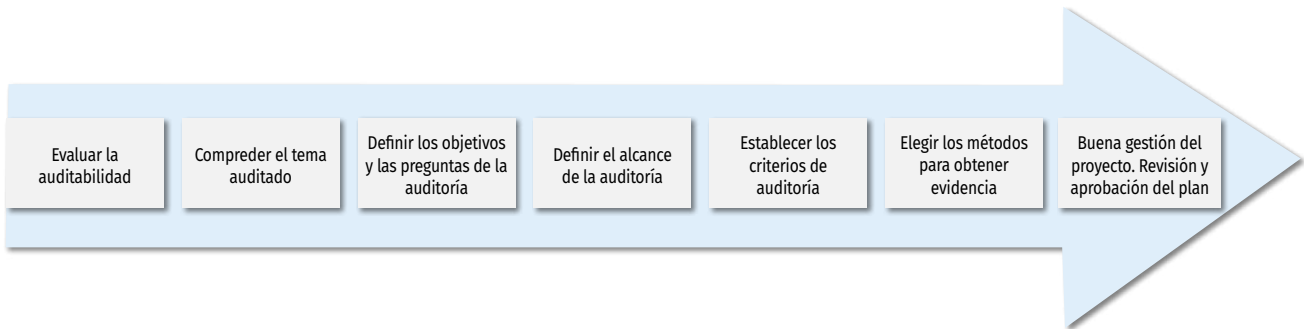 Evaluar la
auditabilidad
Compreder el tema
auditado
Definir los objetivos
y las preguntas de la
auditoría
Definir el alcance
de la auditoría
Establecer los
criterios de
auditoría
Elegir los métodos
para obtener
evidencia
Buena gestión del
proyecto. Revisión y
aprobación del plan